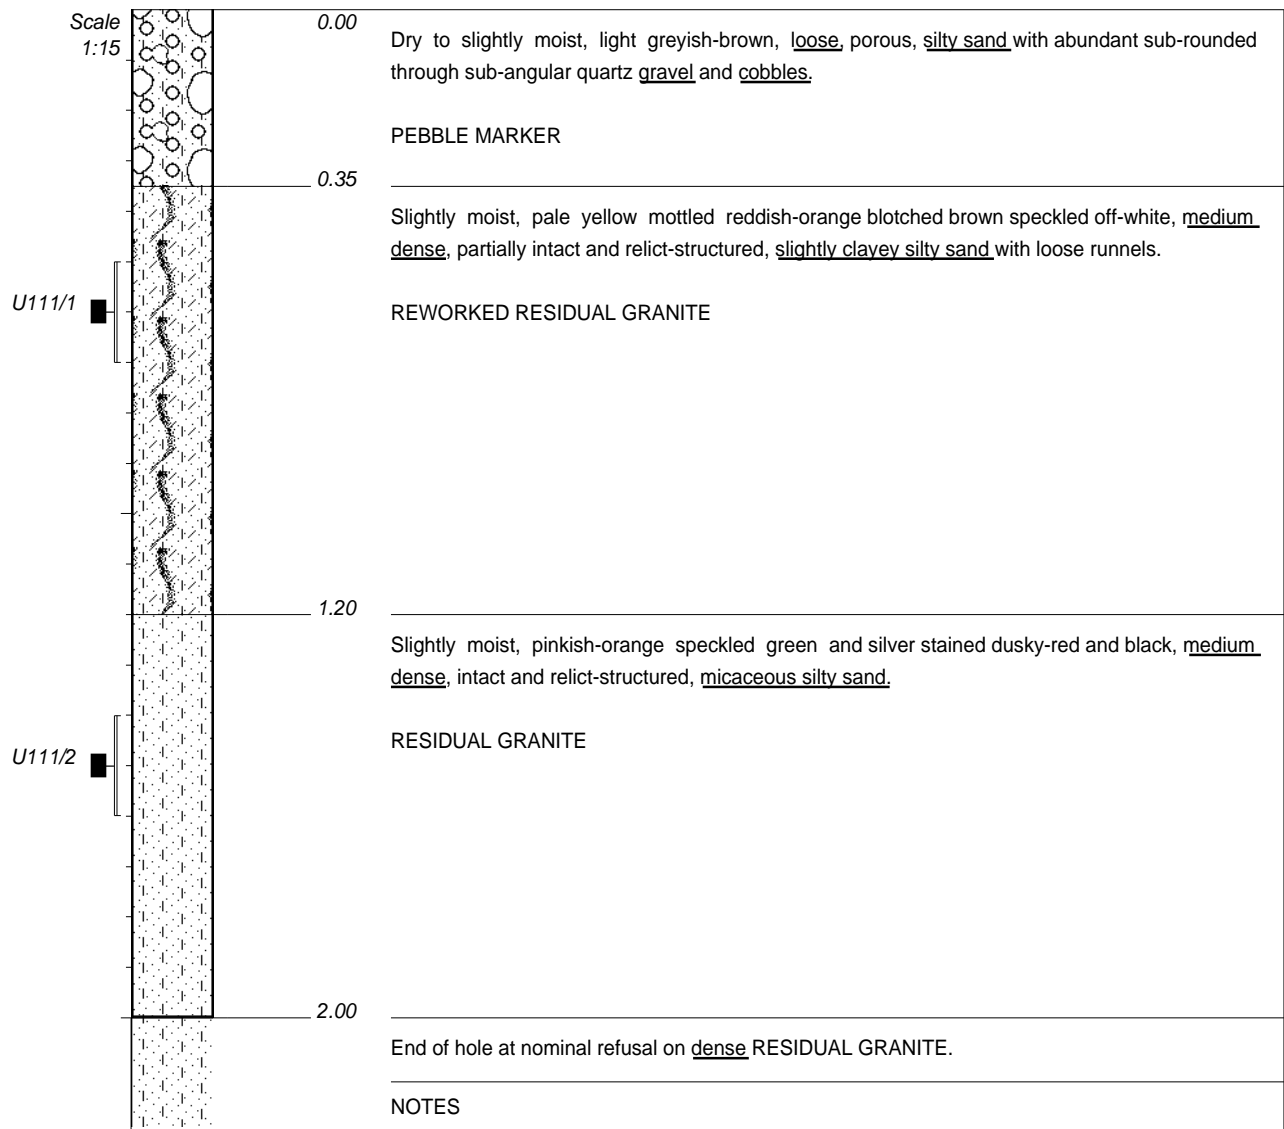 Scale
1:15
0.00
Dry to slightly moist, light greyish-brown, loose, porous, silty sand with abundant sub-rounded
through sub-angular quartz gravel and cobbles.
PEBBLE MARKER
0.35
Slightly moist, pale yellow mottled reddish-orange blotched brown speckled off-white, medium
dense, partially intact and relict-structured, slightly clayey silty sand with loose runnels.
U111/1
REWORKED RESIDUAL GRANITE
1.20
Slightly moist, pinkish-orange speckled green and silver stained dusky-red and black, medium
dense, intact and relict-structured, micaceous silty sand.
RESIDUAL GRANITE
U111/2
2.00
End of hole at nominal refusal on dense RESIDUAL GRANITE.
NOTES